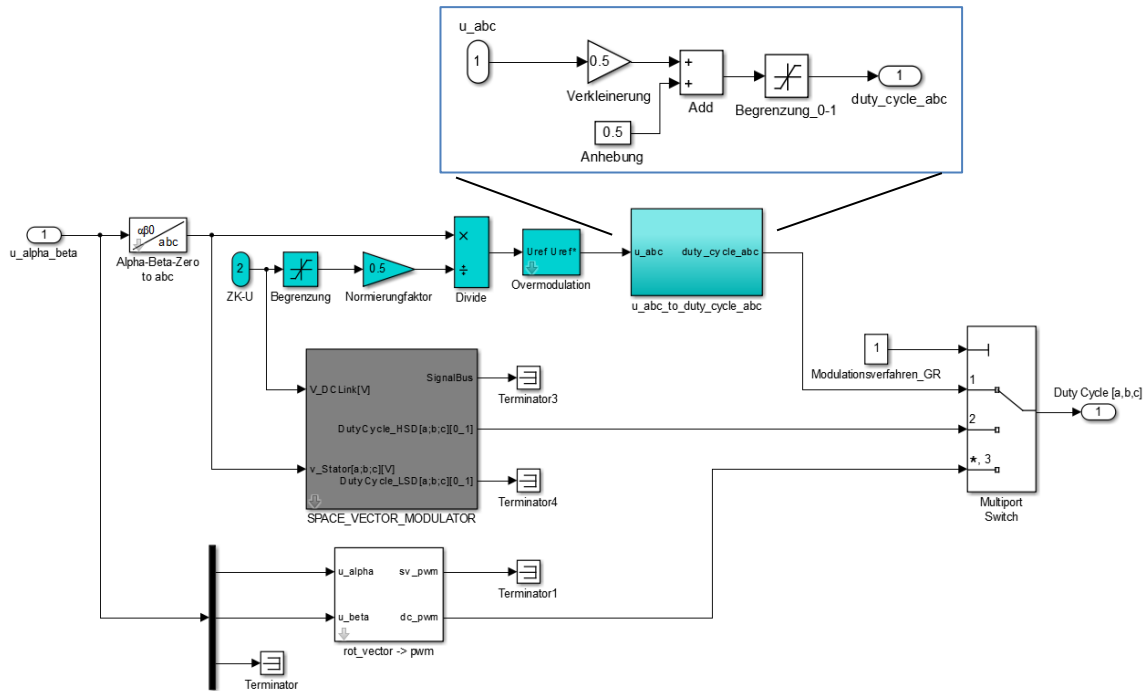 u_abc
1
0.5
Verkleinerung
+
+
Add
Begrenzung_0-1
1
duty_cycle_abc
0.5
Anhebung
1
u_alpha_beta
αβ0
abc
Alpha-Beta-Zero
to abc
2
ZK-U
Begrenzung
0.5
Normierungfaktor
×
÷
Divide
Uref Uref*
Overmodulation
u_abc
duty_cycle_abc
u_abc_to_duty_cycle_abc
1
Modulationsverfahren_GR
1
2
*, 3
Multiport
Switch
Duty Cycle [a,b,c]
1
V_DCLink[V]
v_Stator[a;b;c][V]
SignalBus
DutyCycle_HSD[a;b;c][0_1]
DutyCycle_LSD[a;b;c][0_1]
SPACE_VECTOR_MODULATOR
Terminator3
Terminator4
u_alpha
u_beta
sv_pwm
dc_pwm
rot_vector -> pwm
Terminator1
Terminator